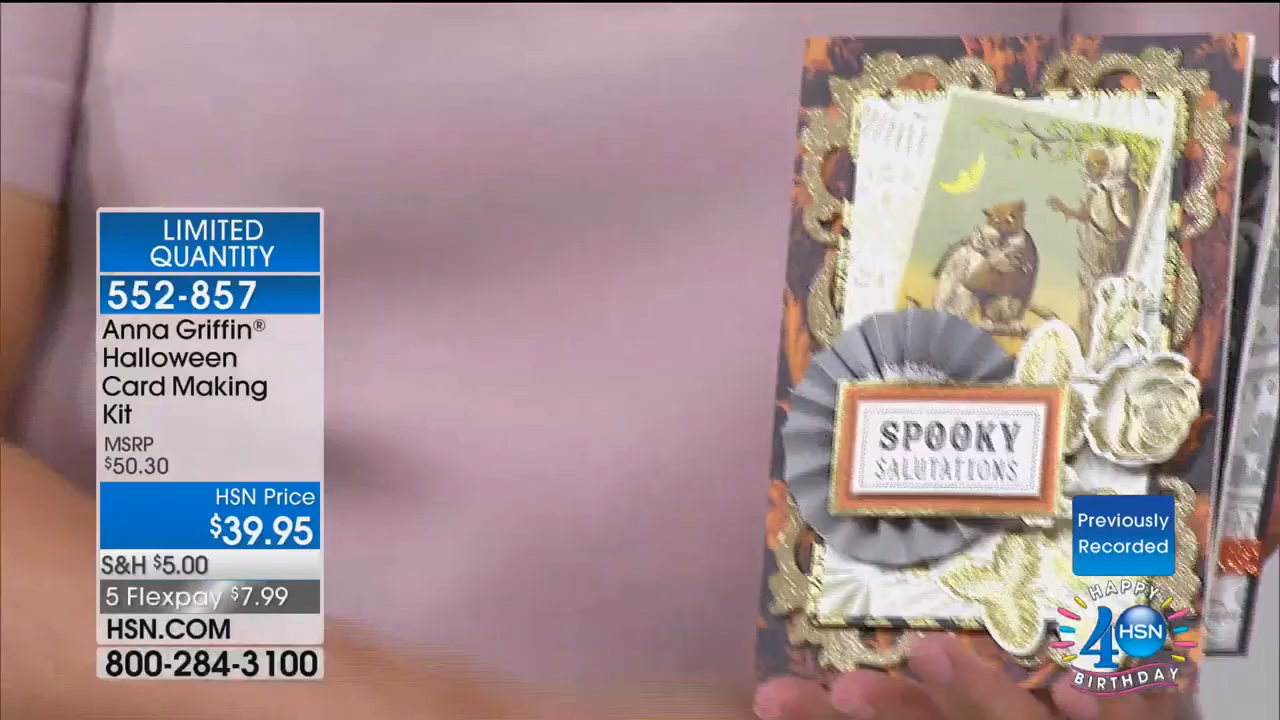 LIMITED
QUANTITY
552-857
Anna Griffin®
Halloween
Card Making
Kit
MSRP
$50.30
HSN Price
$39.95
S&H $5.00
5 Flexpay $7.99
HSN.COM
800-284-3100
SPOOKY
SALUTATIONS
Previously
Recorded
HAPPY
40 HSN
BIRTHDAY